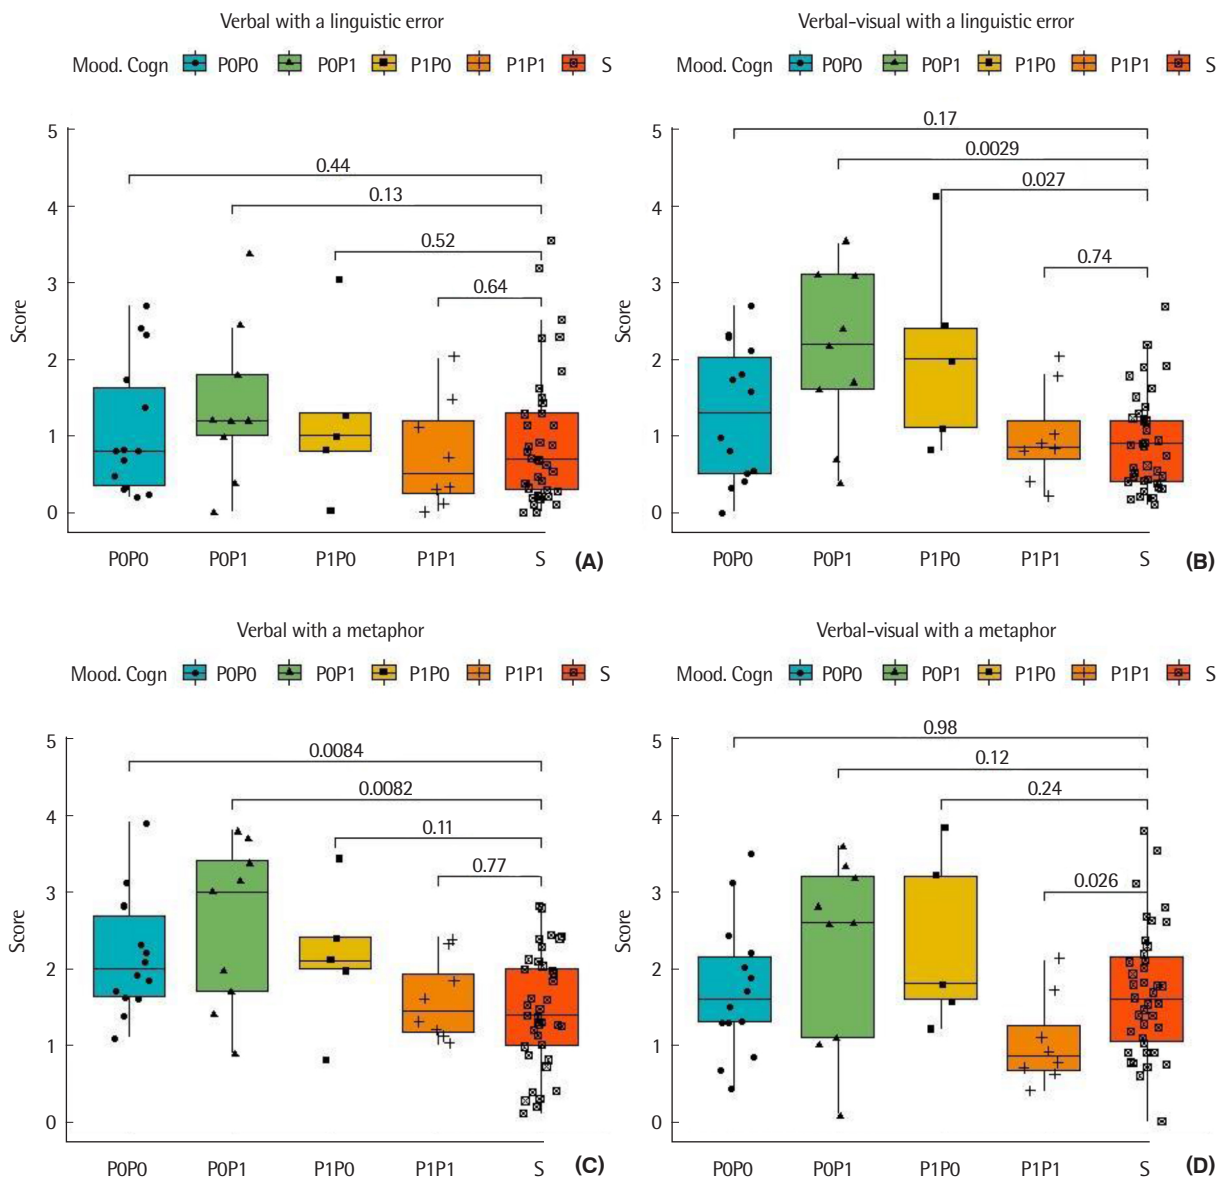 Verbal with a linguistic error
Mood. Cogn P0P0 P0P1 P1P0 P1P1 S
5
4
3
2
1
0
Score
0.44
0.13
0.52
0.64
P0P0 P0P1 P1P0 P1P1 S
(A)
Verbal-visual with a linguistic error
Mood. Cogn P0P0 P0P1 P1P0 P1P1 S
5
4
3
2
1
0
Score
0.17
0.0029
0.027
0.74
P0P0 P0P1 P1P0 P1P1 S
(B)
Verbal with a metaphor
Mood. Cogn P0P0 P0P1 P1P0 P1P1 S
5
4
3
2
1
0
Score
0.0084
0.0082
0.11
0.77
P0P0 P0P1 P1P0 P1P1 S
(C)
Verbal-visual with a metaphor
Mood. Cogn P0P0 P0P1 P1P0 P1P1 S
5
4
3
2
1
0
Score
0.98
0.12
0.24
0.026
P0P0 P0P1 P1P0 P1P1 S
(D)